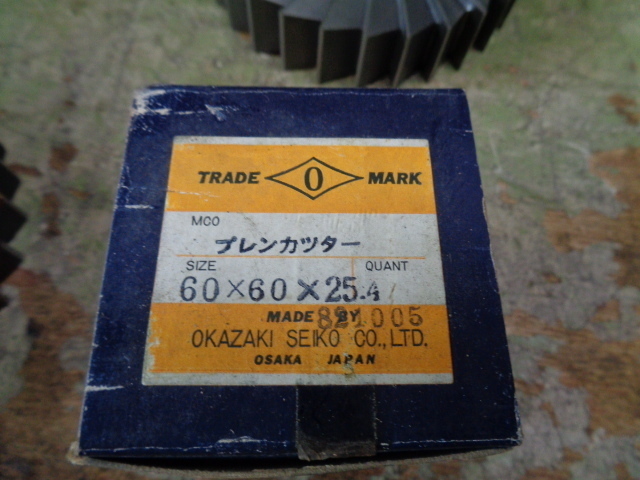 TRADE O MARK
MCO
プレンカッター
SIZE QUANT
60×60×25.4
821005
MADE BY
OKAZAKI SEIKO CO.,LTD.
OSAKA JAPAN